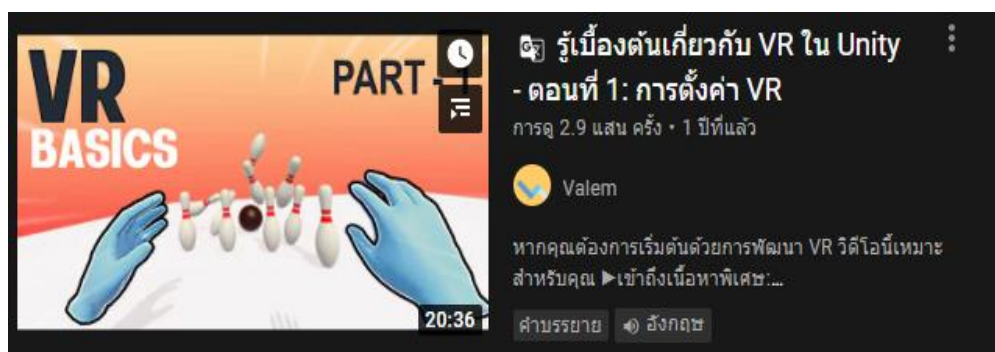 VR
BASICS
PART - 1
20:36
รู้เบื้องต้นเกี่ยวกับ VR ใน Unity
- ตอนที่ 1: การตั้งค่า VR
การดู 2.9 แสน ครั้ง • 1 ปีที่แล้ว
Valem
หากคุณต้องการเริ่มต้นด้วยการพัฒนา VR วิดีโอนี้เหมาะ
สำหรับคุณ ▶เข้าถึงเนื้อหาพิเศษ:...
คำบรรยาย
อังกฤษ